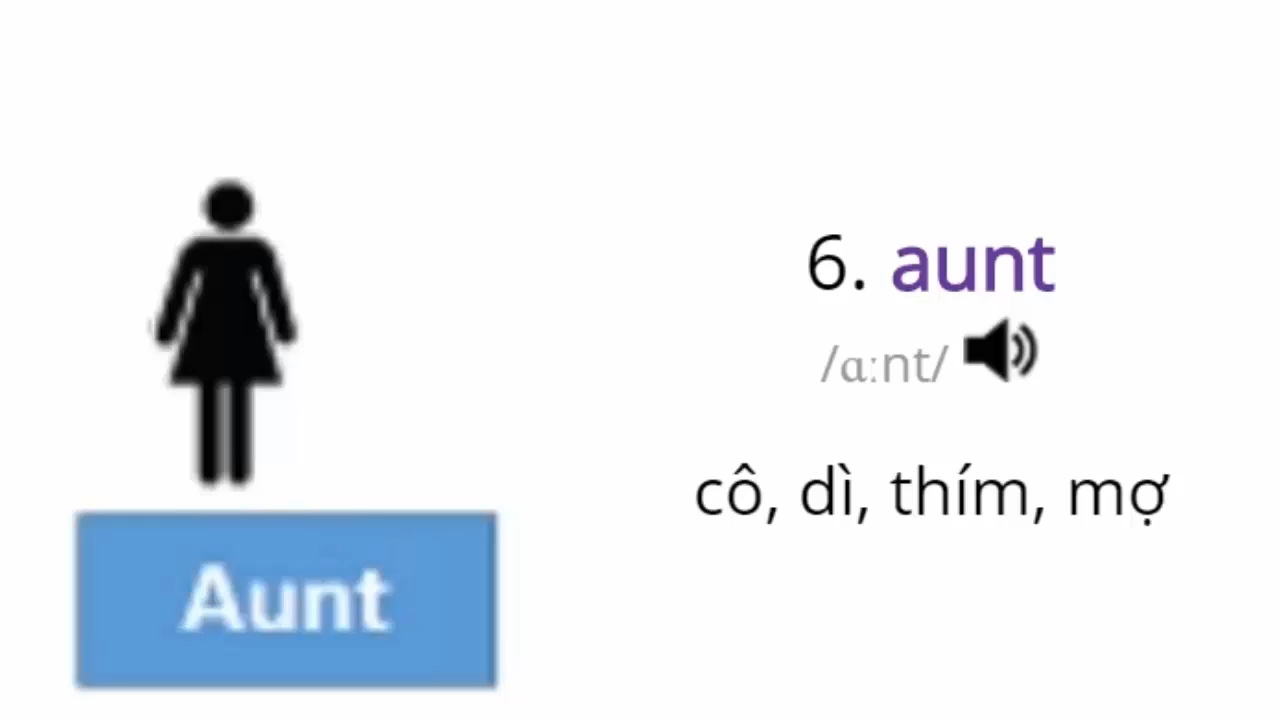 6. aunt
/ɑːnt/
cô, dì, thím, mợ
Aunt